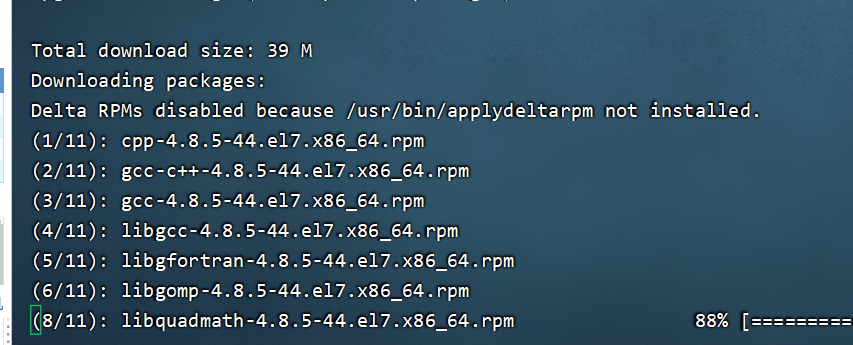 Total download size: 39 M
Downloading packages:
Delta RPMs disabled because /usr/bin/applydeltarpm not installed.
(1/11): cpp-4.8.5-44.el7.x86_64.rpm
(2/11): gcc-c++-4.8.5-44.el7.x86_64.rpm
(3/11): gcc-4.8.5-44.el7.x86_64.rpm
(4/11): libgcc-4.8.5-44.el7.x86_64.rpm
(5/11): libgfortran-4.8.5-44.el7.x86_64.rpm
(6/11): libgomp-4.8.5-44.el7.x86_64.rpm
(8/11): libquadmath-4.8.5-44.el7.x86_64.rpm 88% [=========